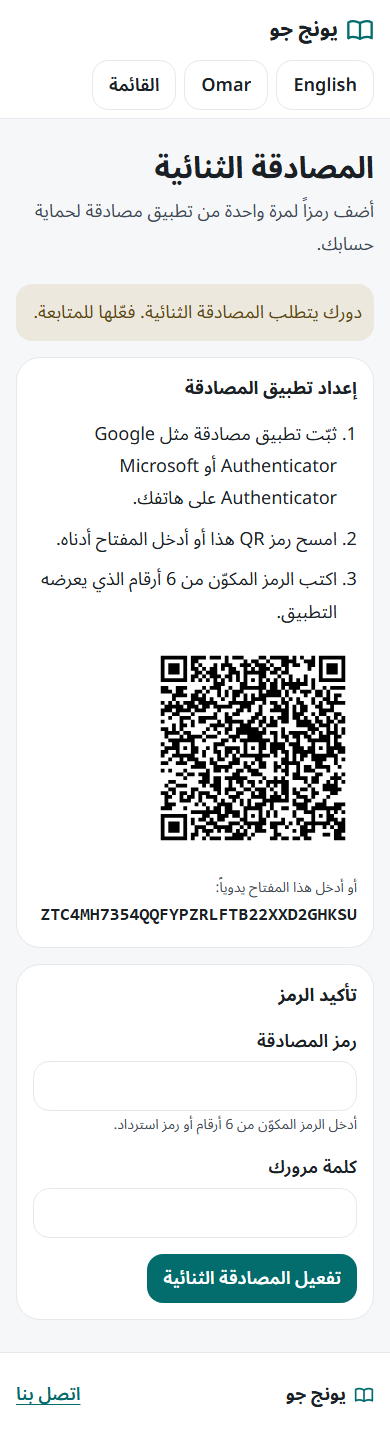 يونج جو
English
Omar
القائمة
المصادقة الثنائية
أضف رمزاً لمرة واحدة من تطبيق مصادقة لحماية
حسابك.
دورك يتطلب المصادقة الثنائية. فعّلها للمتابعة.
إعداد تطبيق المصادقة
1. ثبّت تطبيق مصادقة مثل Google
Authenticator أو Microsoft
Authenticator على هاتفك.
2. امسح رمز QR هذا أو أدخل المفتاح أدناه.
3. اكتب الرمز المكوّن من 6 أرقام الذي يعرضه
التطبيق.
أو أدخل هذا المفتاح يدوياً:
ZTC4MH7354QQFYPZRLFTB22XXD2GHKSU
تأكيد الرمز
رمز المصادقة
أدخل الرمز المكوّن من 6 أرقام أو رمز استرداد.
كلمة مرورك
تفعيل المصادقة الثنائية
يونج جو
اتصل بنا